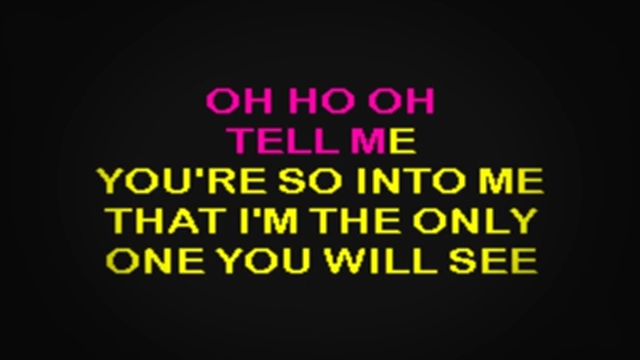 OH HO OH
TELL ME
YOU'RE SO INTO ME
THAT I'M THE ONLY
ONE YOU WILL SEE